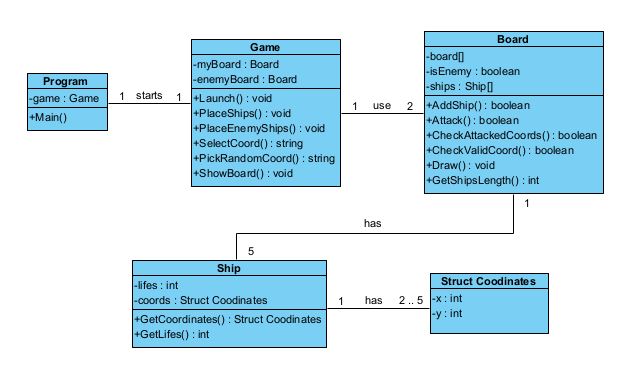 Program
-game : Game
+Main()
1 starts 1
Game
-myBoard : Board
-enemyBoard : Board
+Launch() : void
+PlaceShips() : void
+PlaceEnemyShips() : void
+SelectCoord() : string
+PickRandomCoord() : string
+ShowBoard() : void
1 use 2
Board
-board[]
-isEnemy : boolean
-ships : Ship[]
+AddShip() : boolean
+Attack() : boolean
+CheckAttackedCoords() : boolean
+CheckValidCoord() : boolean
+Draw() : void
+GetShipsLength() : int
1
has
5
Ship
-lifes : int
-coords : Struct Coodinates
+GetCoordinates() : Struct Coodinates
+GetLifes() : int
1 has 2 .. 5
Struct Coodinates
-x : int
-y : int